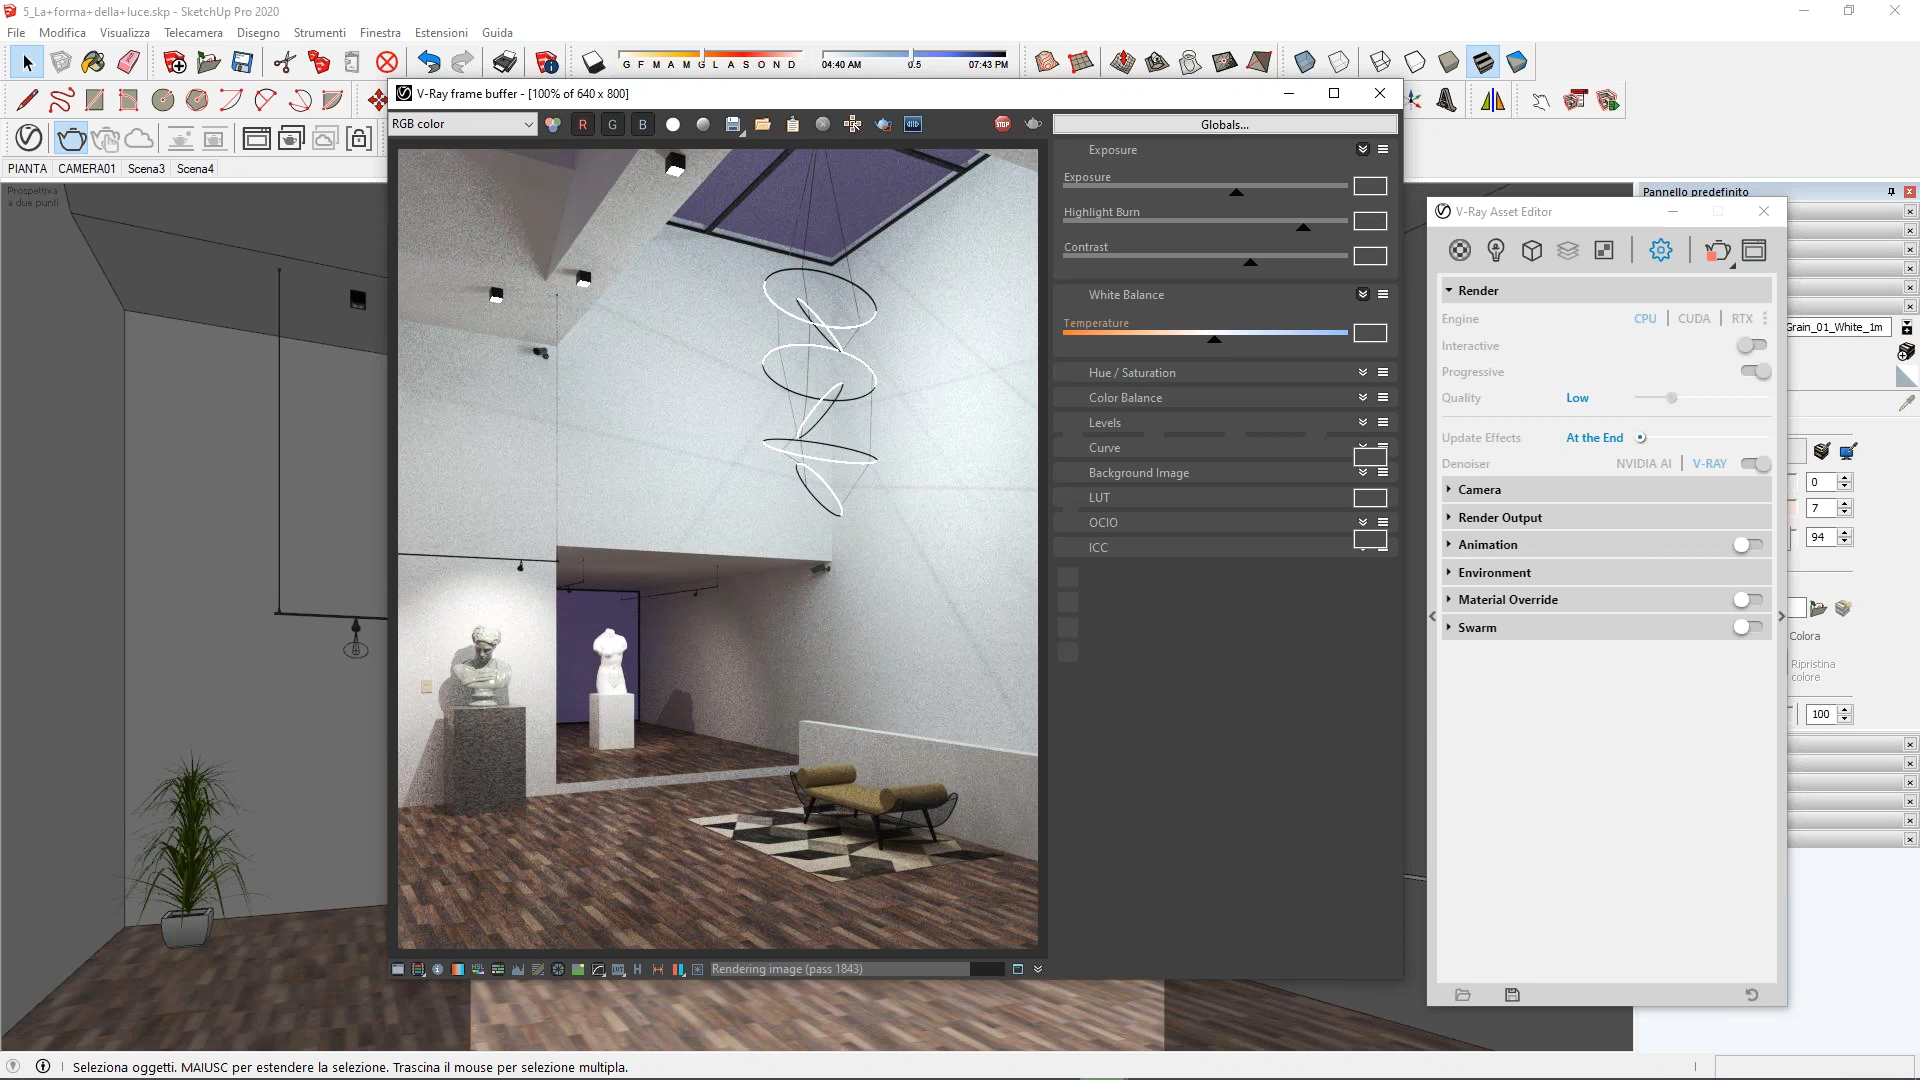 5_La+forma+della+luce.skp - SketchUp Pro 2020
File Modifica Visualizza Telecamera Disegno Strumenti Finestra Estensioni Guida
G F M A M G L A S O N D
04:40 AM 0.5 07:43 PM
V-Ray frame buffer - [100% of 640 x 800]
RGB color
R G B
STOP
Globals...
PIANTA CAMERA01 Scena3 Scena4
Prospettiva
a due punti
Exposure
Exposure
Highlight Burn
Contrast
White Balance
Temperature
Hue / Saturation
Color Balance
Levels
Curve
Background Image
LUT
OCIO
ICC
HSL
LUT
H
Rendering image (pass 1843)
Pannello predefinito
V-Ray Asset Editor
Render
Engine CPU CUDA RTX
Interactive
Progressive
Quality Low
Update Effects At the End
Denoiser NVIDIA AI V-RAY
Camera
Render Output
Animation
Environment
Material Override
Swarm
Grain_01_White_1m
0
7
94
Colora
Ripristina
colore
100
Seleziona oggetti. MAIUSC per estendere la selezione. Trascina il mouse per selezione multipla.